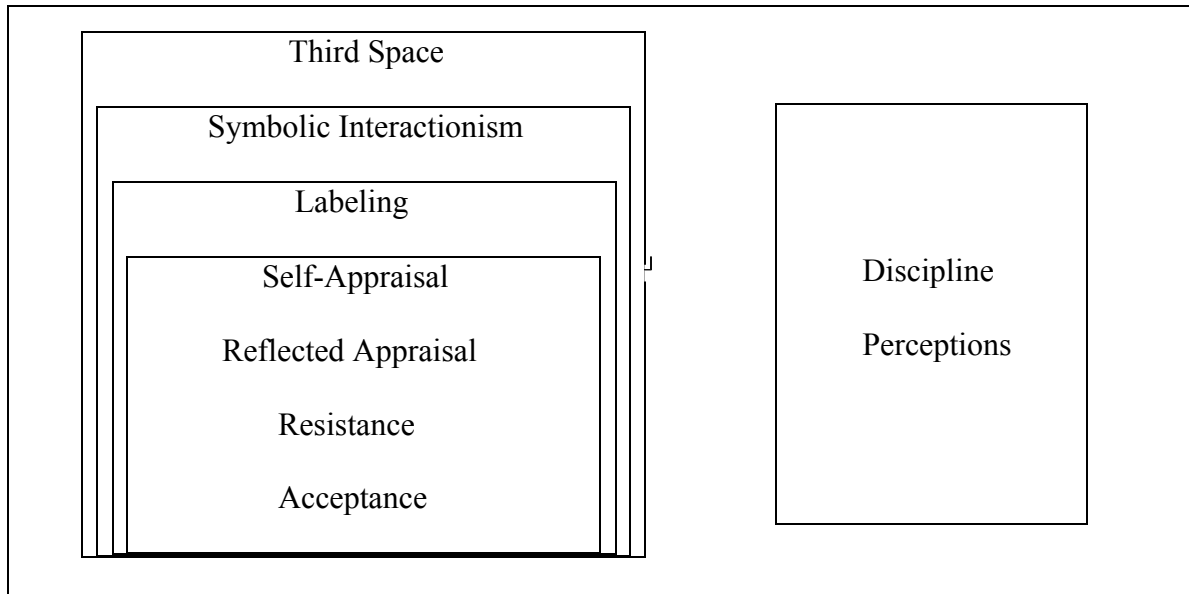 Third Space
Symbolic Interactionism
Labeling
Self-Appraisal
Reflected Appraisal
Resistance
Acceptance
Discipline
Perceptions